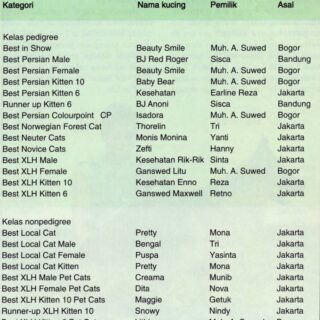 Kategori Nama kucing Pemilik Asal
Kelas pedigree
Best in Show Beauty Smile Muh. A. Suwed Bogor
Best Persian Male BJ Red Roger Sisca Bandung
Best Persian Female Beauty Smile Muh. A. Suwed Bogor
Best Persian Kitten 10 Baby Bear Muh. A. Suwed Bogor
Best Persian Kitten 6 Kesehatan Earline Reza Jakarta
Runner up Kitten 6 BJ Anoni Sisca Bandung
Best Persian Colourpoint CP Isadora Muh. A. Suwed Bogor
Best Norwegian Forest Cat Thorelin Tri Jakarta
Best Neuter Cats Monis Monina Yanti Jakarta
Best Novice Cats Zefti Hanny Jakarta
Best XLH Male Kesehatan Rik-Rik Sinta Jakarta
Best XLH Female Ganswed Litu Muh. A. Suwed Bogor
Best XLH Kitten 10 Kesehatan Enno Reza Jakarta
Best XLH Kitten 6 Ganswed Maxwell Retno Jakarta
Kelas nonpedigree
Best Local Cat Pretty Mona Jakarta
Best Local Cat Male Bengal Tri Jakarta
Best Local Cat Female Puspa Yasinta Jakarta
Best Local Cat Kitten Pretty Mona Jakarta
Best XLH Male Pet Cats Creama Munib Jakarta
Best XLH Female Pet Cats Dita Nova Jakarta
Best XLH Kitten 10 Pet Cats Maggie Getuk Jakarta
Runner-up XLH Kitten 10 Snowy Nindy Jakarta